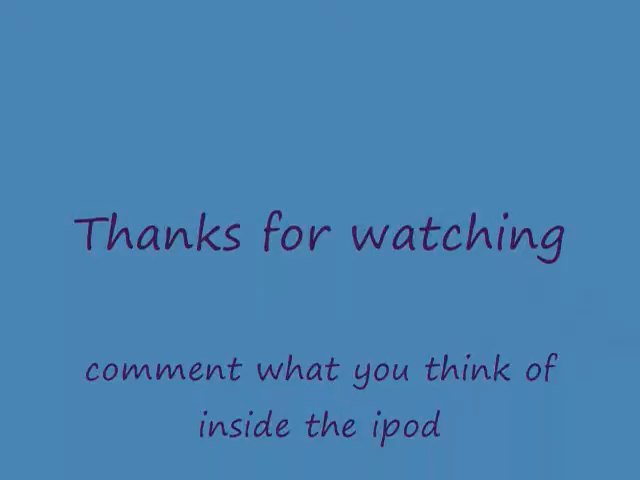 Thanks for watching
comment what you think of
inside the ipod